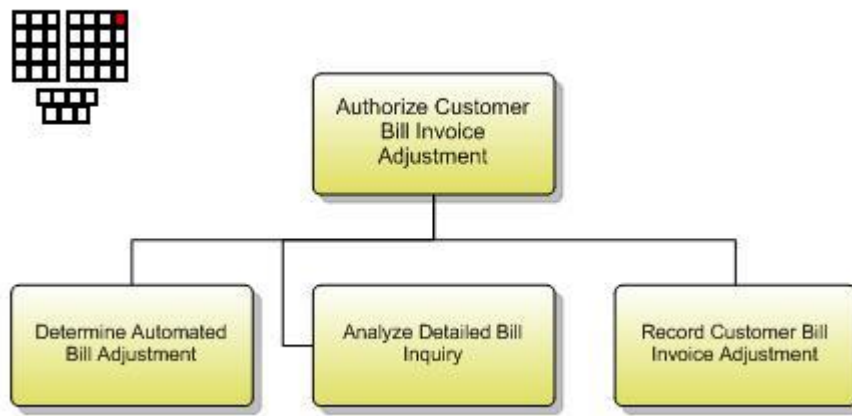 Authorize Customer
Bill Invoice
Adjustment
Determine Automated
Bill Adjustment
Analyze Detailed Bill
Inquiry
Record Customer Bill
Invoice Adjustment